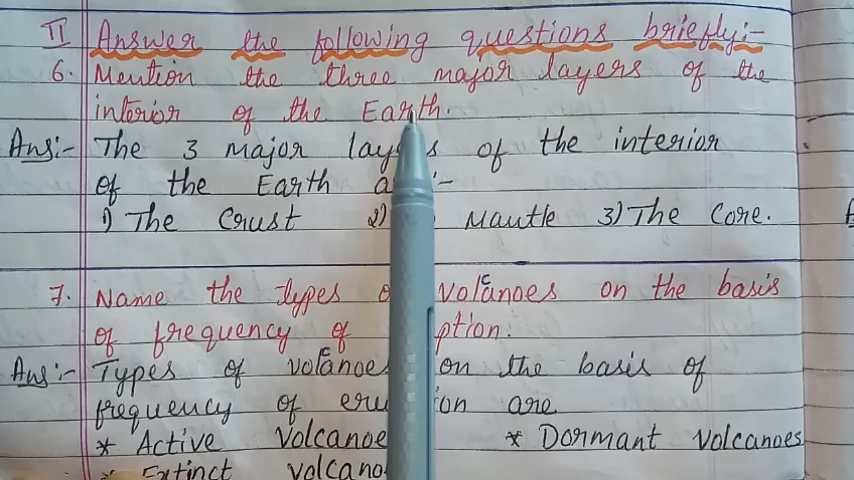 II Answer the following questions briefly:-
6. Mention the three major layers of the
interior of the Earth.
Ans:- The 3 major of the interior
of the Earth :-
1) The Crust 2) Mantle 3) The Core.
7. Name the types volcanoes on the basis
of frequency of
Ans:- Types of volcanoes on the basis of
frequency of are
* Active * Dormant volcanoes
* Extinct